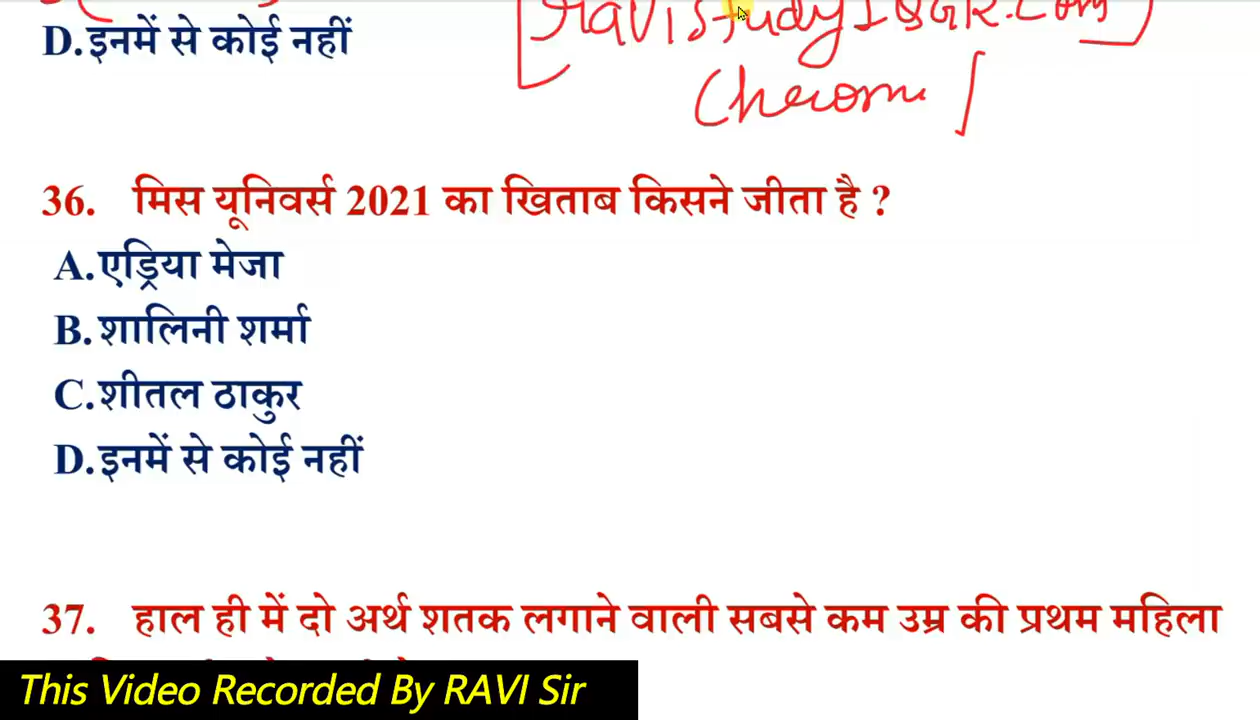 D.इनमें से कोई नहीं
36. मिस यूनिवर्स 2021 का खिताब किसने जीता है ?
A.एड्रिया मेजा
B.शालिनी शर्मा
C.शीतल ठाकुर
D.इनमें से कोई नहीं
37. हाल ही में दो अर्थ शतक लगाने वाली सबसे कम उम्र की प्रथम महिला
This Video Recorded By RAVI Sir